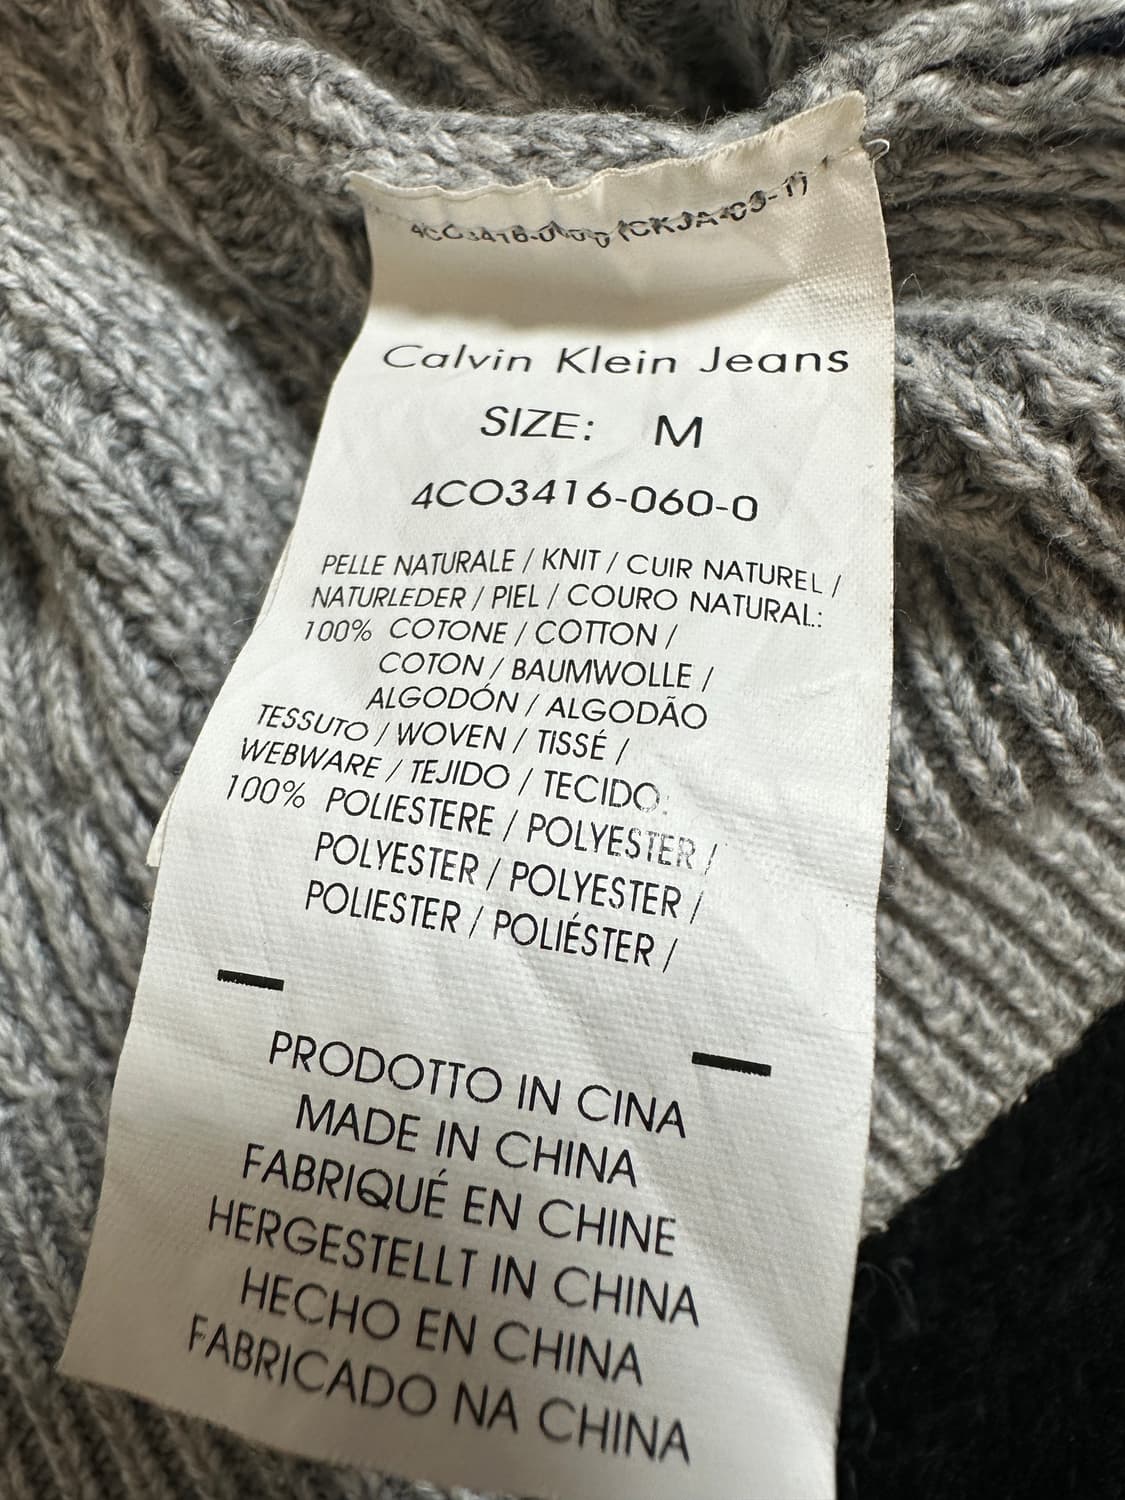 Calvin Klein Jeans
SIZE: M
4CO3416-060-0
PELLE NATURALE / KNIT / CUIR NATUREL /
NATURLEDER / PIEL / COURO NATURAL:
100% COTONE / COTTON /
COTON / BAUMWOLLE /
ALGODÓN / ALGODÃO
TESSUTO / WOVEN / TISSÉ /
WEBWARE / TEJIDO / TECIDO:
100% POLIESTERE / POLYESTER /
POLYESTER / POLYESTER /
POLIESTER / POLIÉSTER /
PRODOTTO IN CINA
MADE IN CHINA
FABRIQUÉ EN CHINE
HERGESTELLT IN CHINA
HECHO EN CHINA
FABRICADO NA CHINA